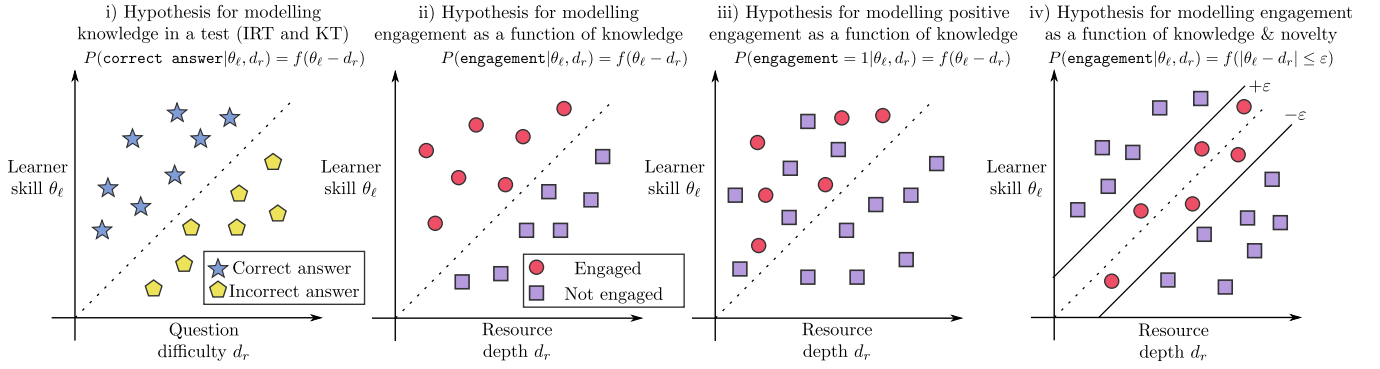 i) Hypothesis for modelling
knowledge in a test (IRT and KT)
P(correct answer|θℓ, dr) = f(θℓ − dr)
Learner
skill θℓ
Correct answer
Incorrect answer
Question
difficulty dr
ii) Hypothesis for modelling
engagement as a function of knowledge
P(engagement|θℓ, dr) = f(θℓ − dr)
Learner
skill θℓ
Engaged
Not engaged
Resource
depth dr
iii) Hypothesis for modelling positive
engagement as a function of knowledge
P(engagement = 1|θℓ, dr) = f(θℓ − dr)
Learner
skill θℓ
Resource
depth dr
iv) Hypothesis for modelling engagement
as a function of knowledge & novelty
P(engagement|θℓ, dr) = f(|θℓ − dr| ≤ ε)
+ε
−ε
Learner
skill θℓ
Resource
depth dr